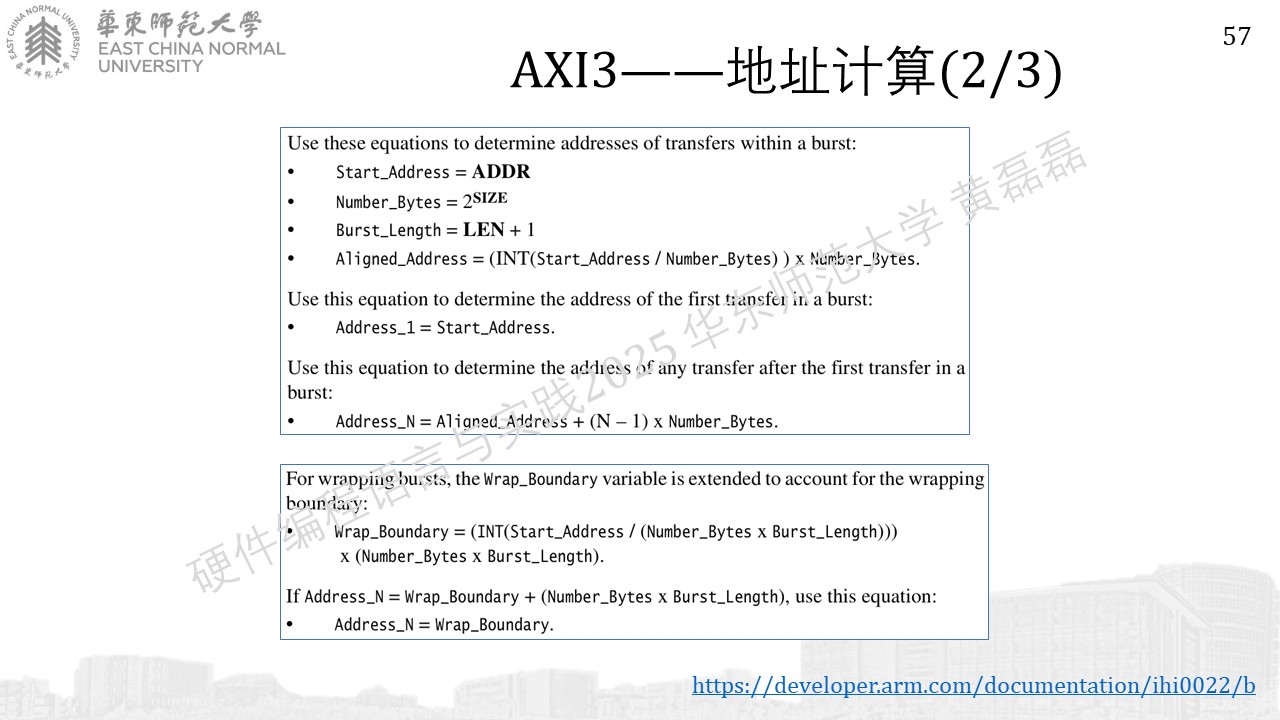 華東師範大學
EAST CHINA NORMAL
UNIVERSITY
EAST CHINA NORMAL UNIVERSITY
華東师范大学
57
AXI3——地址计算(2/3)
Use these equations to determine addresses of transfers within a burst:
• Start_Address = ADDR
• Number_Bytes = 2^SIZE
• Burst_Length = LEN + 1
• Aligned_Address = (INT(Start_Address / Number_Bytes) ) x Number_Bytes.
Use this equation to determine the address of the first transfer in a burst:
• Address_1 = Start_Address.
Use this equation to determine the address of any transfer after the first transfer in a
burst:
• Address_N = Aligned_Address + (N – 1) x Number_Bytes.
For wrapping bursts, the Wrap_Boundary variable is extended to account for the wrapping
boundary:
• Wrap_Boundary = (INT(Start_Address / (Number_Bytes x Burst_Length)))
x (Number_Bytes x Burst_Length).
If Address_N = Wrap_Boundary + (Number_Bytes x Burst_Length), use this equation:
• Address_N = Wrap_Boundary.
硬件编程语言与实践2025 华东师范大学 黄磊磊
https://developer.arm.com/documentation/ihi0022/b